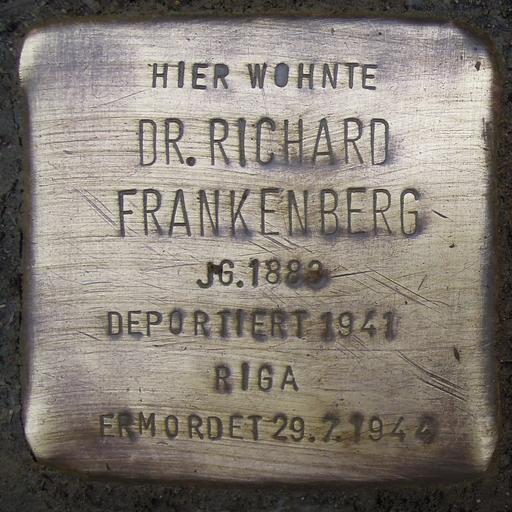 HIER WOHNTE
DR. RICHARD
FRANKENBERG
JG. 1883
DEPORTIERT 1941
RIGA
ERMORDET 29.7.1944